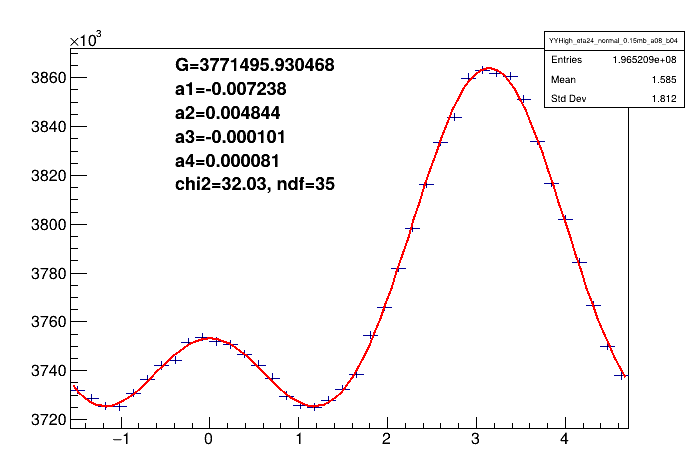 ×10³
YYHigh_eta24_normal_0.15mb_a08_b04
Entries 1.965209e+08
Mean 1.585
Std Dev 1.812
G=3771495.930468
a1=-0.007238
a2=0.004844
a3=-0.000101
a4=0.000081
chi2=32.03, ndf=35
3860
3840
3820
3800
3780
3760
3740
3720
−1 0 1 2 3 4